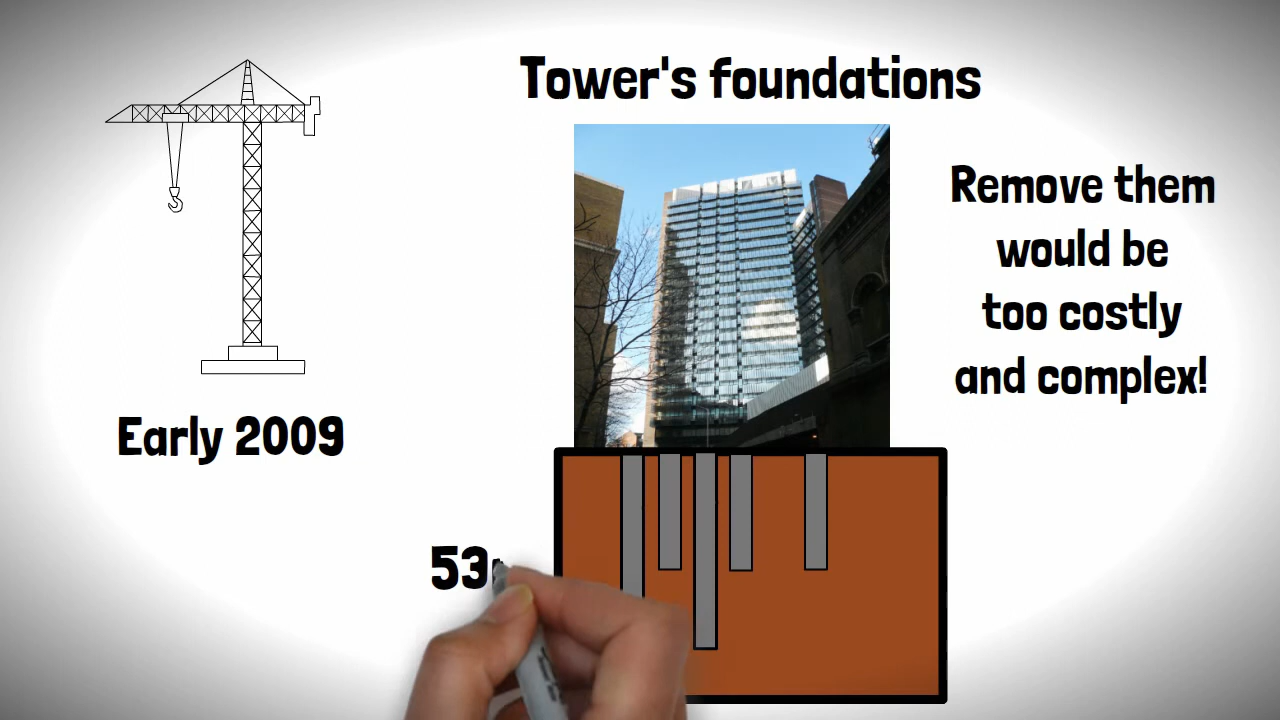 Tower's foundations
Remove them
would be
too costly
and complex!
Early 2009
53